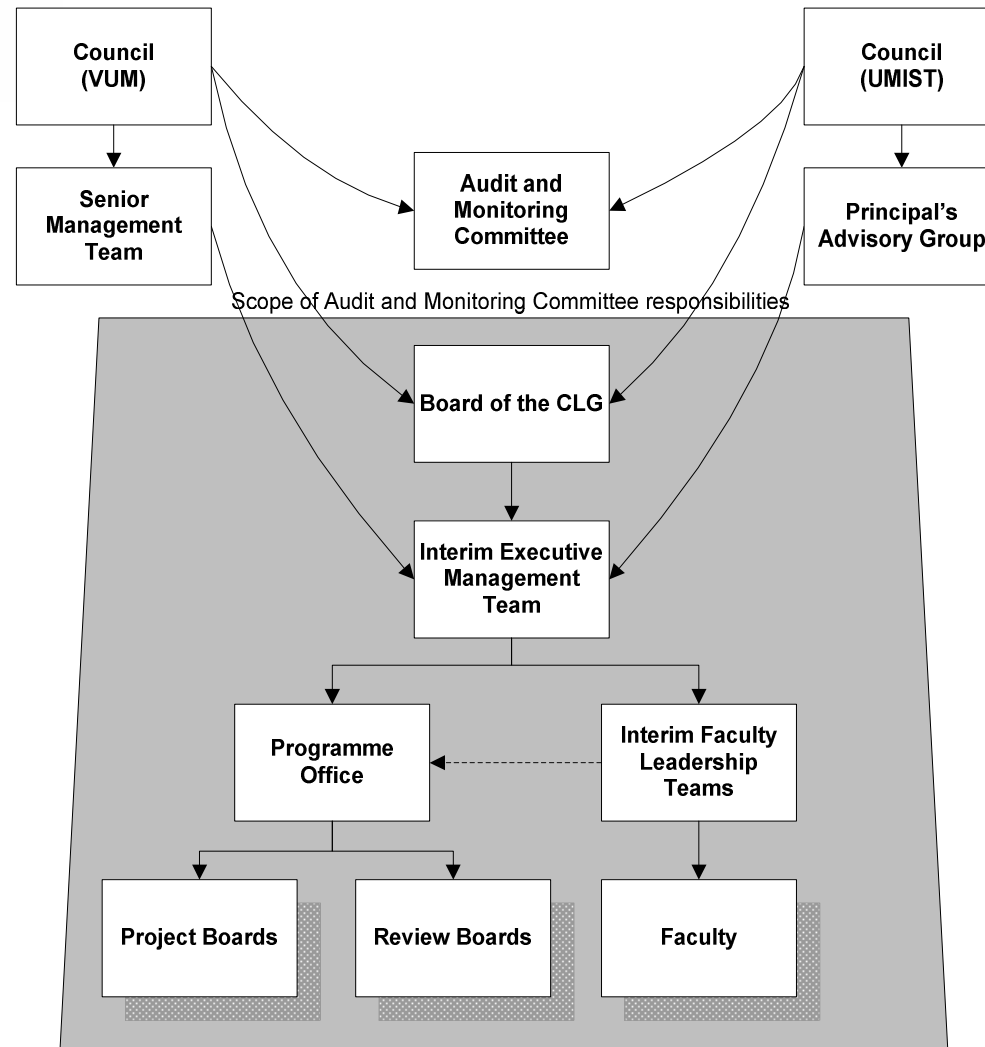 Council
(VUM)
Council
(UMIST)
Senior
Management
Team
Audit and
Monitoring
Committee
Principal’s
Advisory Group
Scope of Audit and Monitoring Committee responsibilities
Board of the CLG
Interim Executive
Management
Team
Programme
Office
Interim Faculty
Leadership
Teams
Project Boards
Review Boards
Faculty